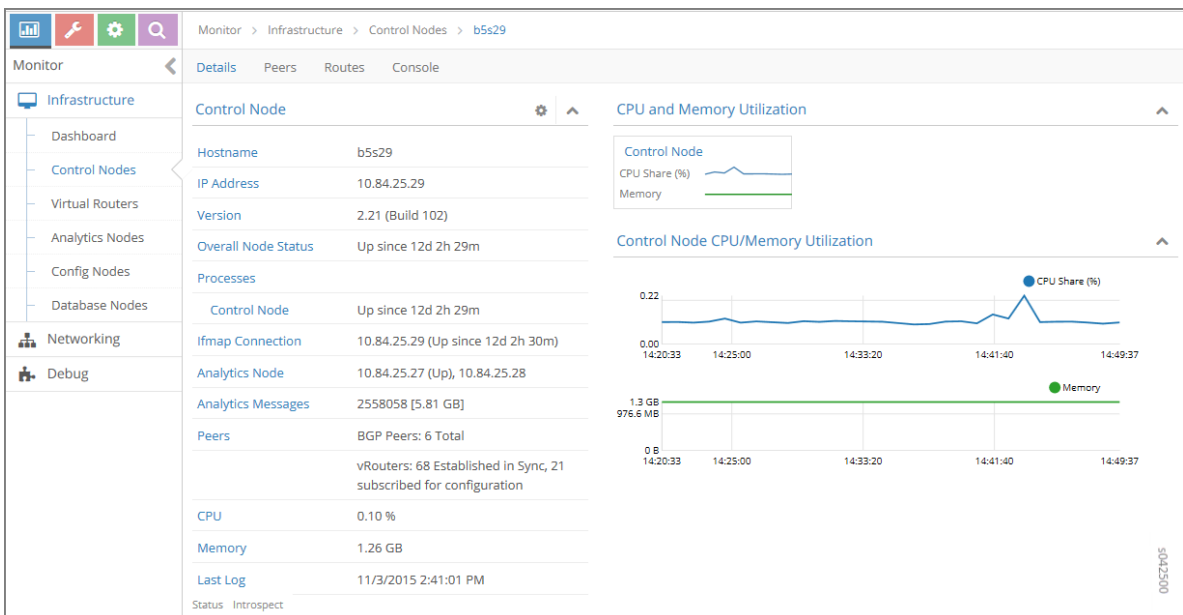 Monitor > Infrastructure > Control Nodes > b5s29
Monitor
Infrastructure
Dashboard
Control Nodes
Virtual Routers
Analytics Nodes
Config Nodes
Database Nodes
Networking
Debug
Details Peers Routes Console
Control Node
Hostname b5s29
IP Address 10.84.25.29
Version 2.21 (Build 102)
Overall Node Status Up since 12d 2h 29m
Processes
Control Node Up since 12d 2h 29m
Ifmap Connection 10.84.25.29 (Up since 12d 2h 30m)
Analytics Node 10.84.25.27 (Up), 10.84.25.28
Analytics Messages 2558058 [5.81 GB]
Peers BGP Peers: 6 Total
vRouters: 68 Established in Sync, 21
subscribed for configuration
CPU 0.10 %
Memory 1.26 GB
Last Log 11/3/2015 2:41:01 PM
Status Introspect
CPU and Memory Utilization
Control Node
CPU Share (%)
Memory
Control Node CPU/Memory Utilization
CPU Share (%)
0.22
0.00
14:20:33 14:25:00 14:33:20 14:41:40 14:49:37
Memory
1.3 GB
976.6 MB
0 B
14:20:33 14:25:00 14:33:20 14:41:40 14:49:37
s042500